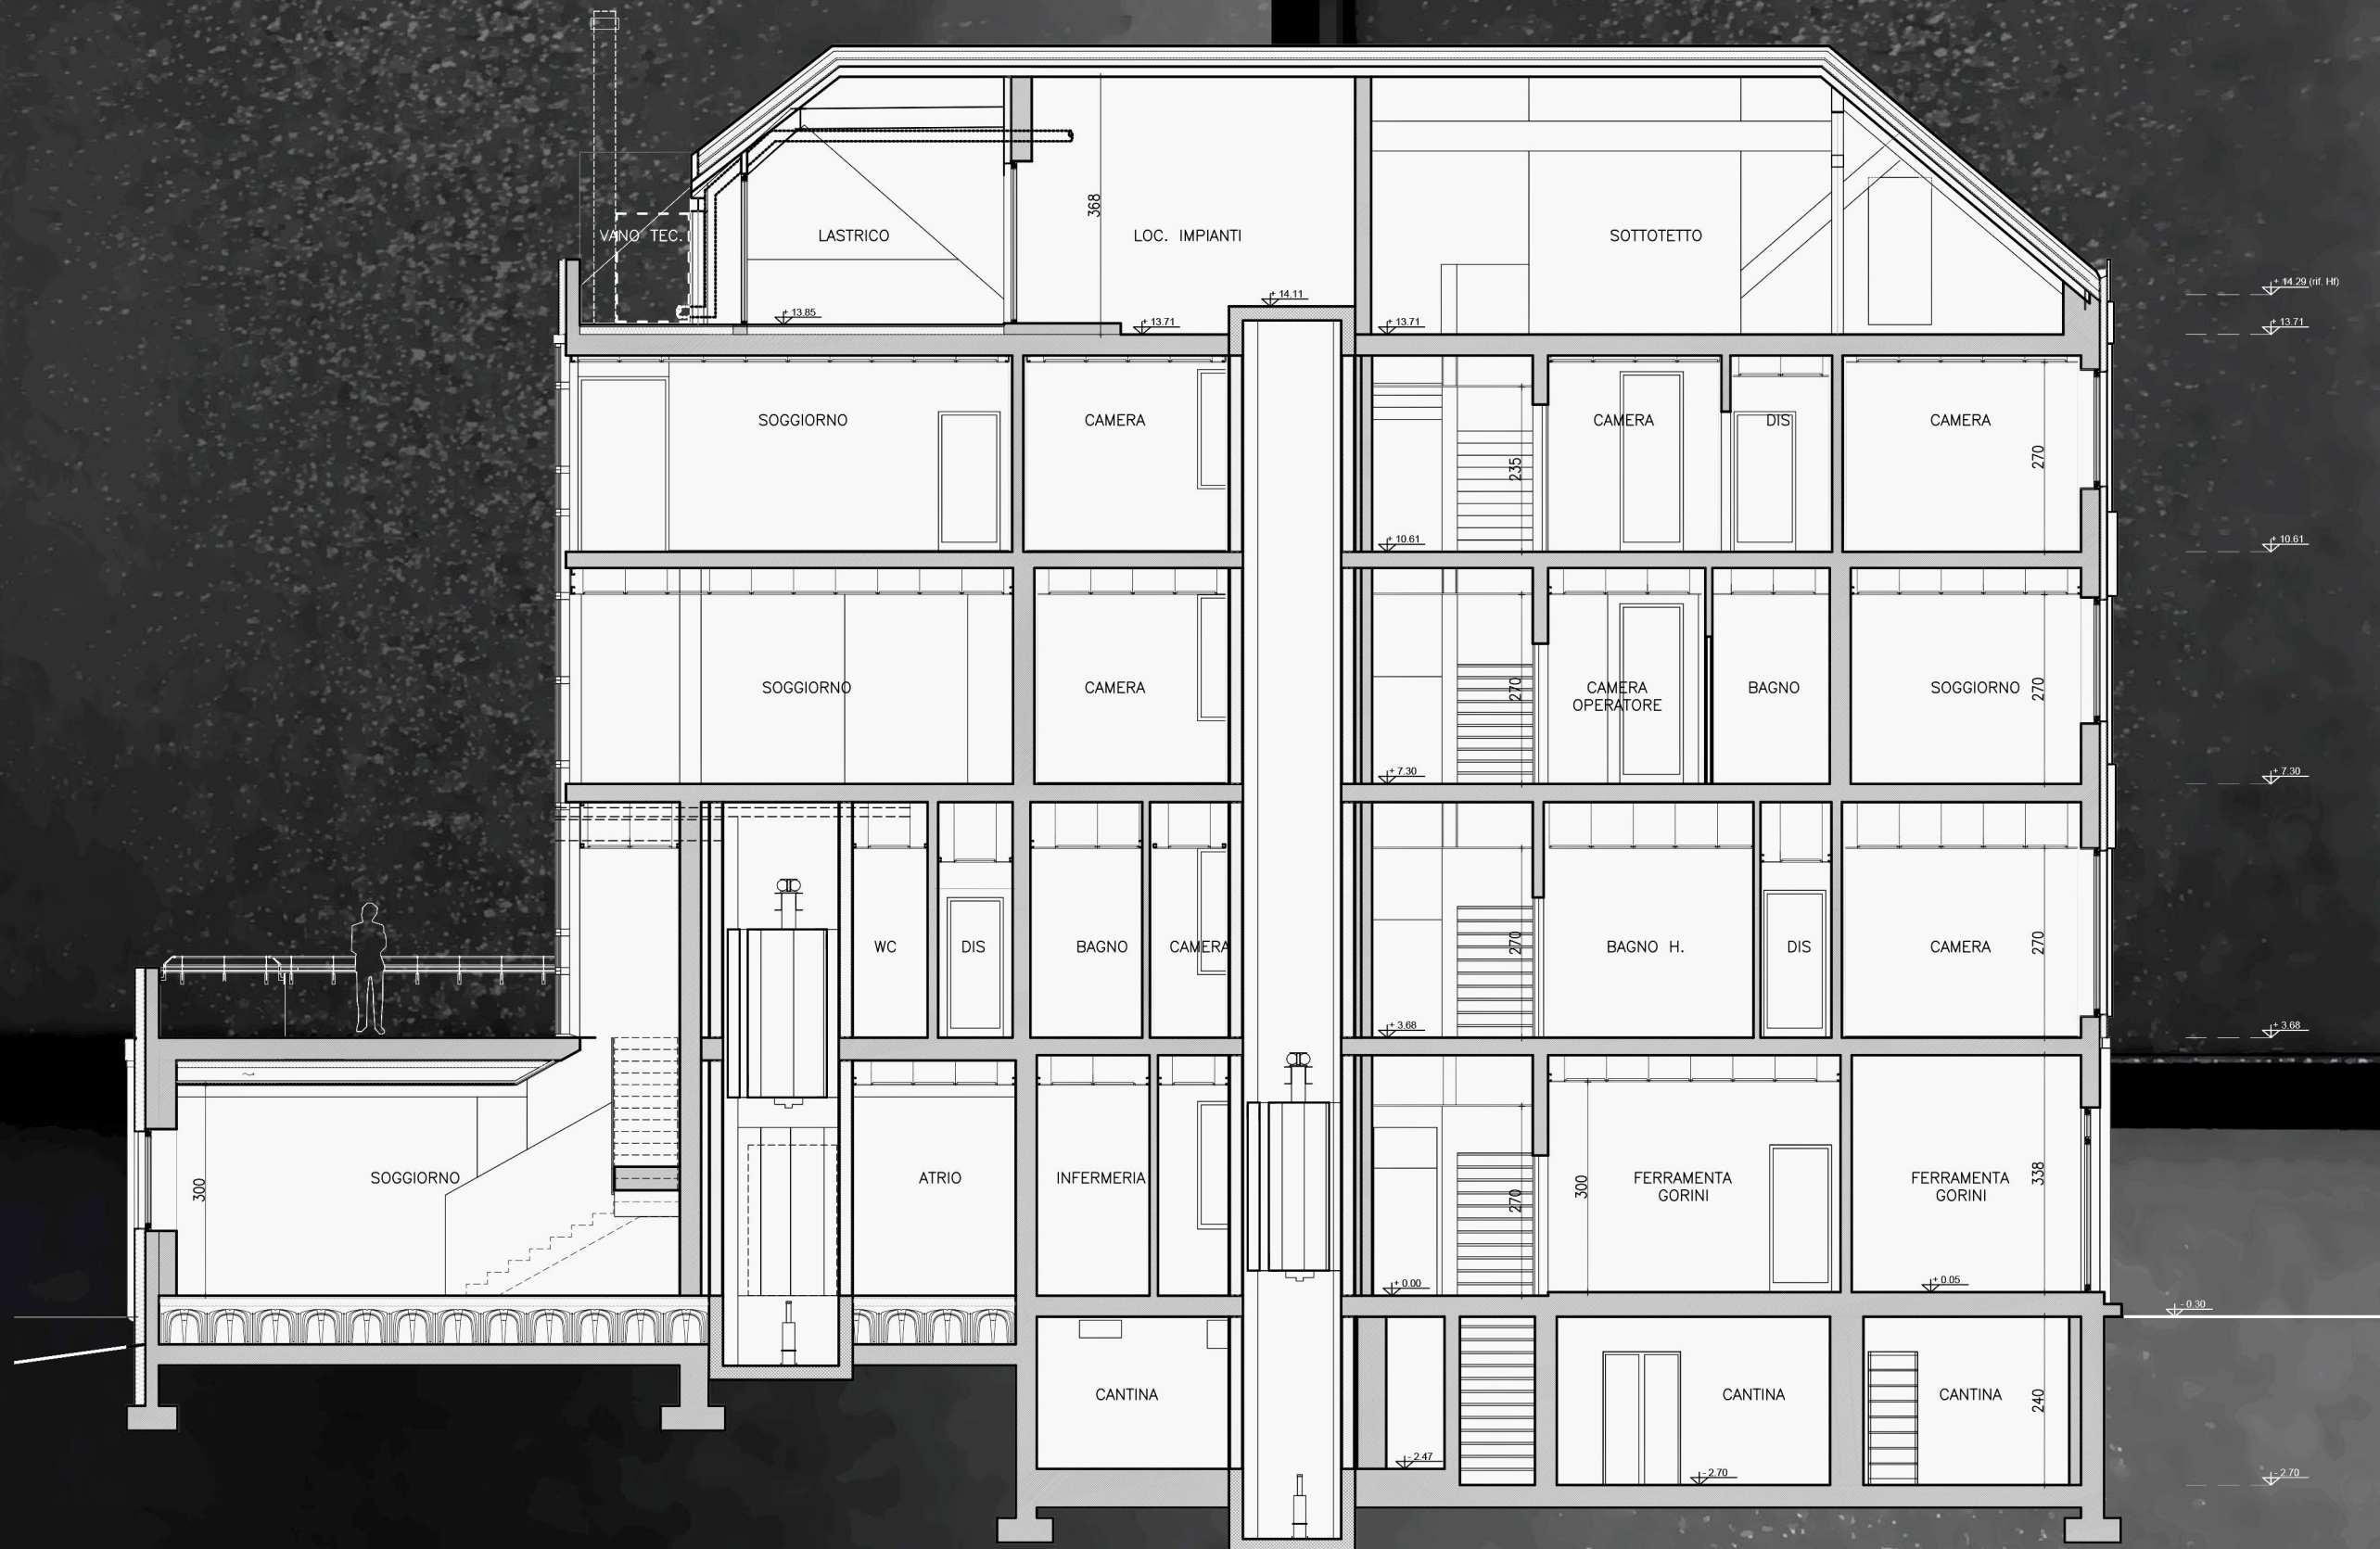 368
VANO TEC.
LASTRICO
LOC. IMPIANTI
SOTTOTETTO
+ 14.29 (rif. Hf)
+ 14.11
+ 13.85
+ 13.71
+ 13.71
+ 13.71
SOGGIORNO
CAMERA
CAMERA
DIS
CAMERA
235
270
+ 10.61
+ 10.61
SOGGIORNO
CAMERA
270
CAMERA
OPERATORE
BAGNO
SOGGIORNO
270
+ 7.30
+ 7.30
WC
DIS
BAGNO
CAMERA
270
BAGNO H.
DIS
CAMERA
270
+ 3.68
+ 3.68
300
SOGGIORNO
ATRIO
INFERMERIA
270
300
FERRAMENTA
GORINI
FERRAMENTA
GORINI
338
+ 0.00
+ 0.05
- 0.30
CANTINA
CANTINA
CANTINA
240
- 2.47
- 2.70
- 2.70